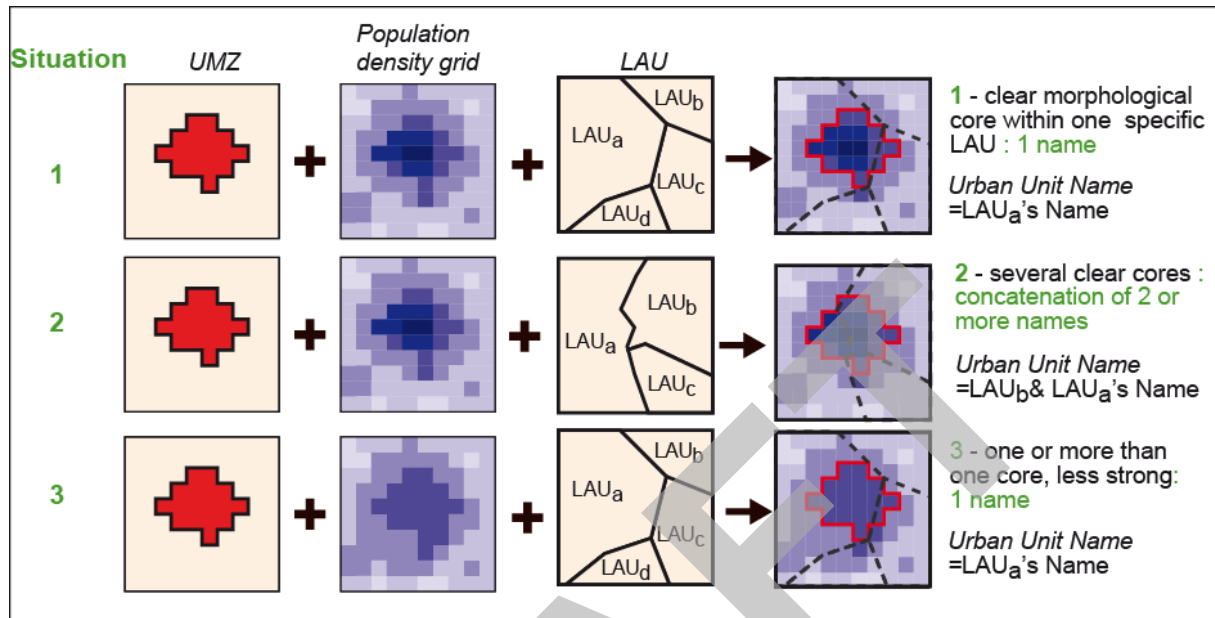 Situation
UMZ
Population
density grid
LAU
1
+
+
LAUa
LAUb
LAUc
LAUd
1 - clear morphological
core within one specific
LAU : 1 name
Urban Unit Name
=LAUa's Name
2
+
+
LAUa
LAUb
LAUc
2 - several clear cores :
concatenation of 2 or
more names
Urban Unit Name
=LAUb& LAUa's Name
3
+
+
LAUa
LAUb
LAUc
LAUd
3 - one or more than
one core, less strong:
1 name
Urban Unit Name
=LAUa's Name